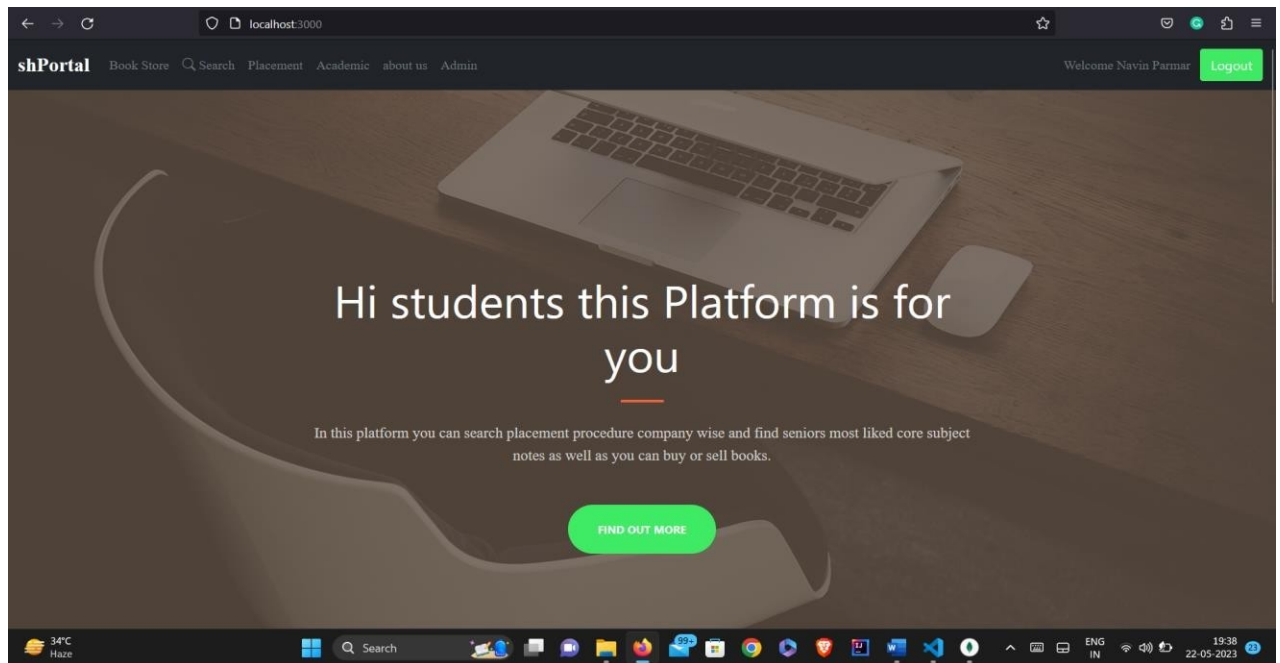 localhost:3000
shPortal Book Store Search Placement Academic about us Admin Welcome Navin Parmar Logout
Hi students this Platform is for
you
In this platform you can search placement procedure company wise and find seniors most liked core subject
notes as well as you can buy or sell books.
FIND OUT MORE
34°C
Haze
Search
99+
ENG
IN
19:38
22-05-2023
23